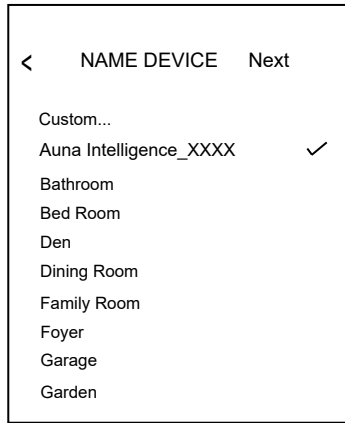 < NAME DEVICE Next
Custom...
Auna Intelligence_XXXX
Bathroom
Bed Room
Den
Dining Room
Family Room
Foyer
Garage
Garden